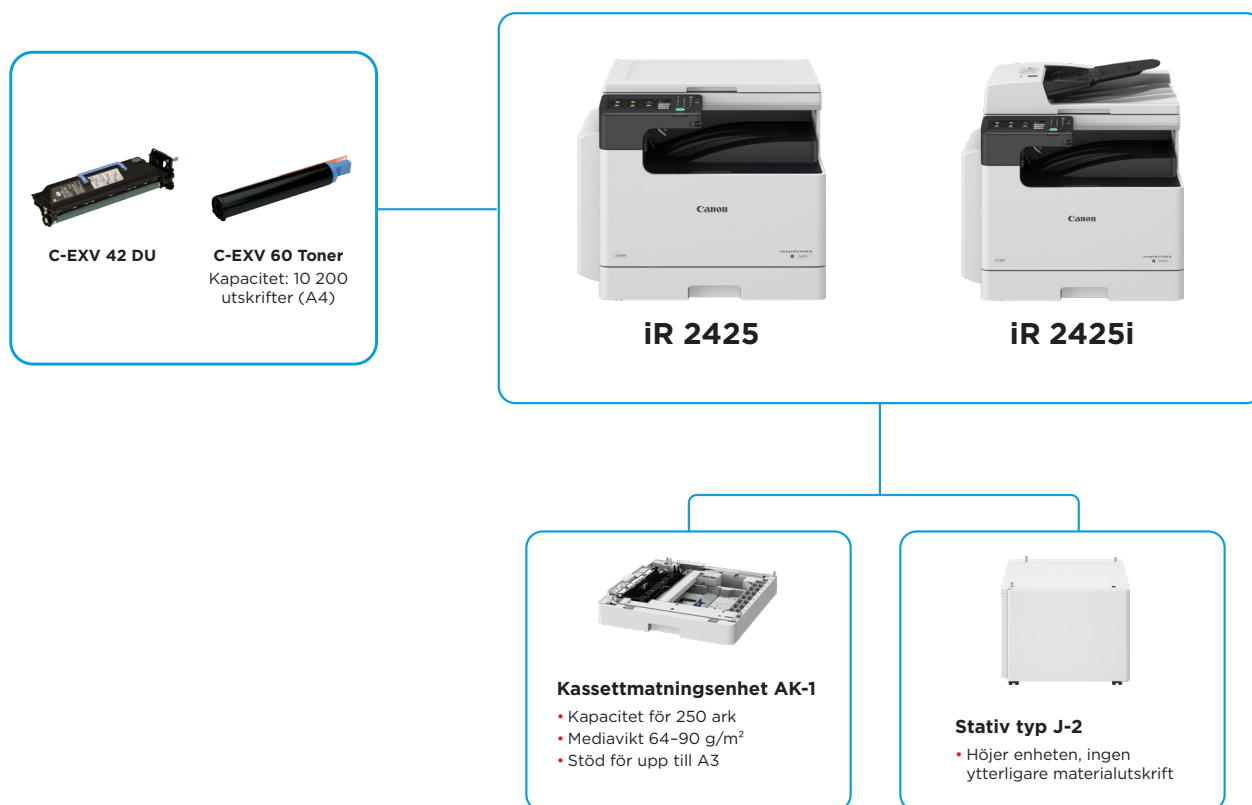 C-EXV 42 DU
C-EXV 60 Toner
Kapacitet: 10 200
utskrifter (A4)
Canon
imageRUNNER
iR 2425
Canon
imageRUNNER
iR 2425i
Kassettmatningsenhet AK-1
• Kapacitet för 250 ark
• Mediavikt 64–90 g/m²
• Stöd för upp till A3
Stativ typ J-2
• Höjer enheten, ingen
ytterligare materialutskrift